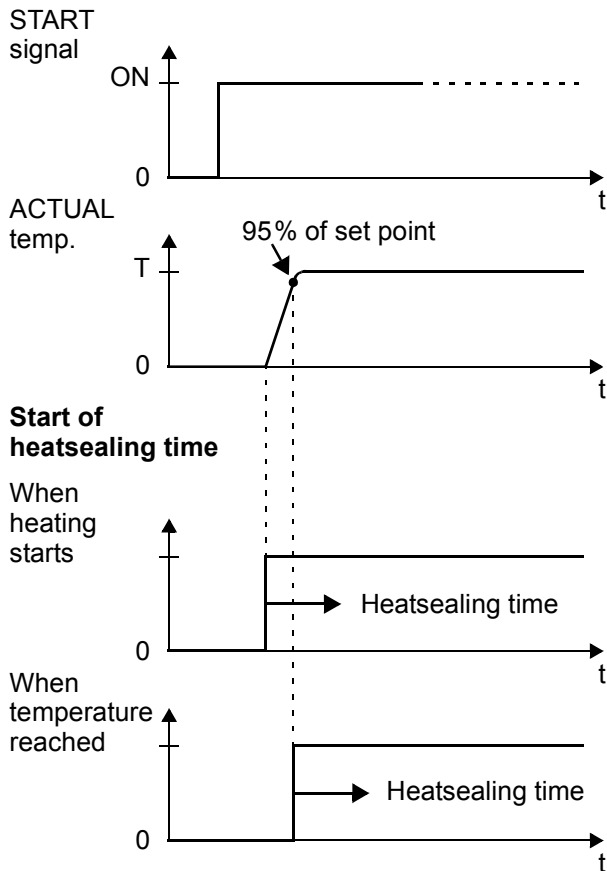 START
signal
ON
0
t
ACTUAL
temp.
95% of set point
T
0
t
Start of
heatsealing time
When
heating
starts
Heatsealing time
0
t
When
temperature
reached
Heatsealing time
0
t